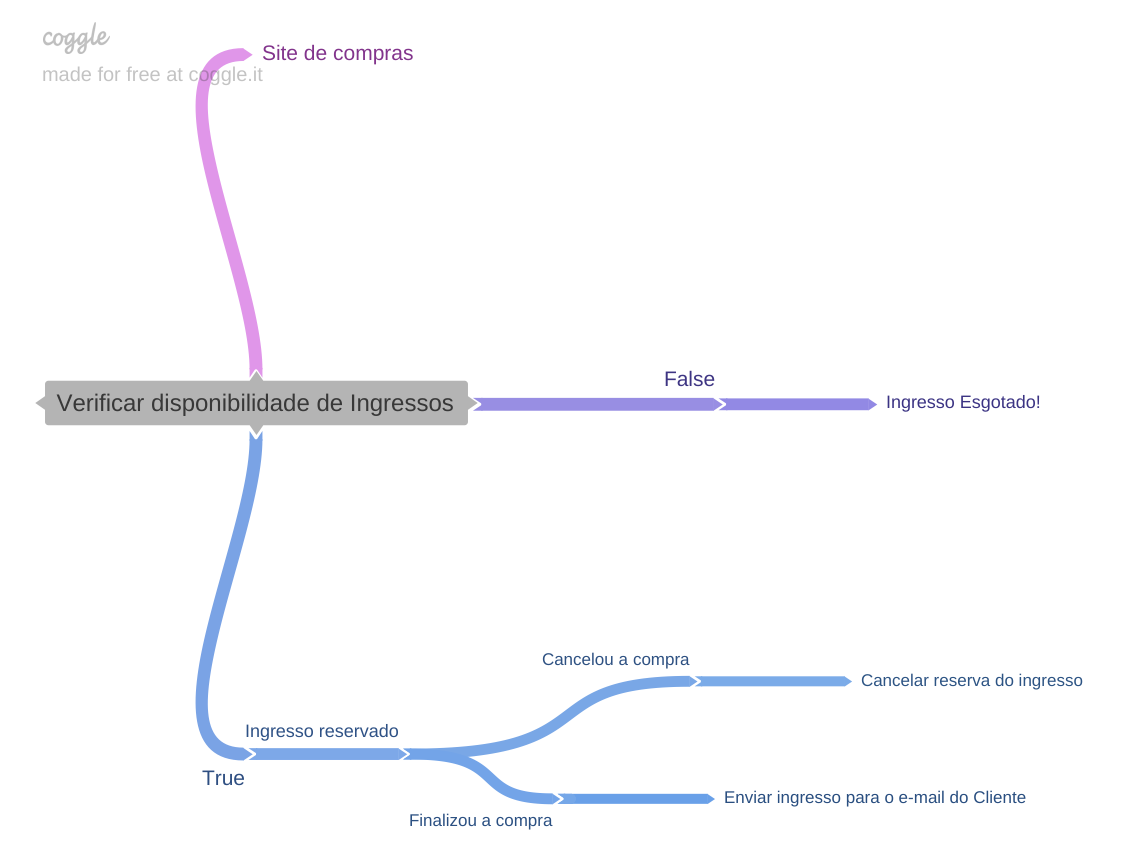 coggle
made for free at coggle.it
Site de compras
False
Verificar disponibilidade de Ingressos
Ingresso Esgotado!
Cancelou a compra
Cancelar reserva do ingresso
Ingresso reservado
True
Enviar ingresso para o e-mail do Cliente
Finalizou a compra